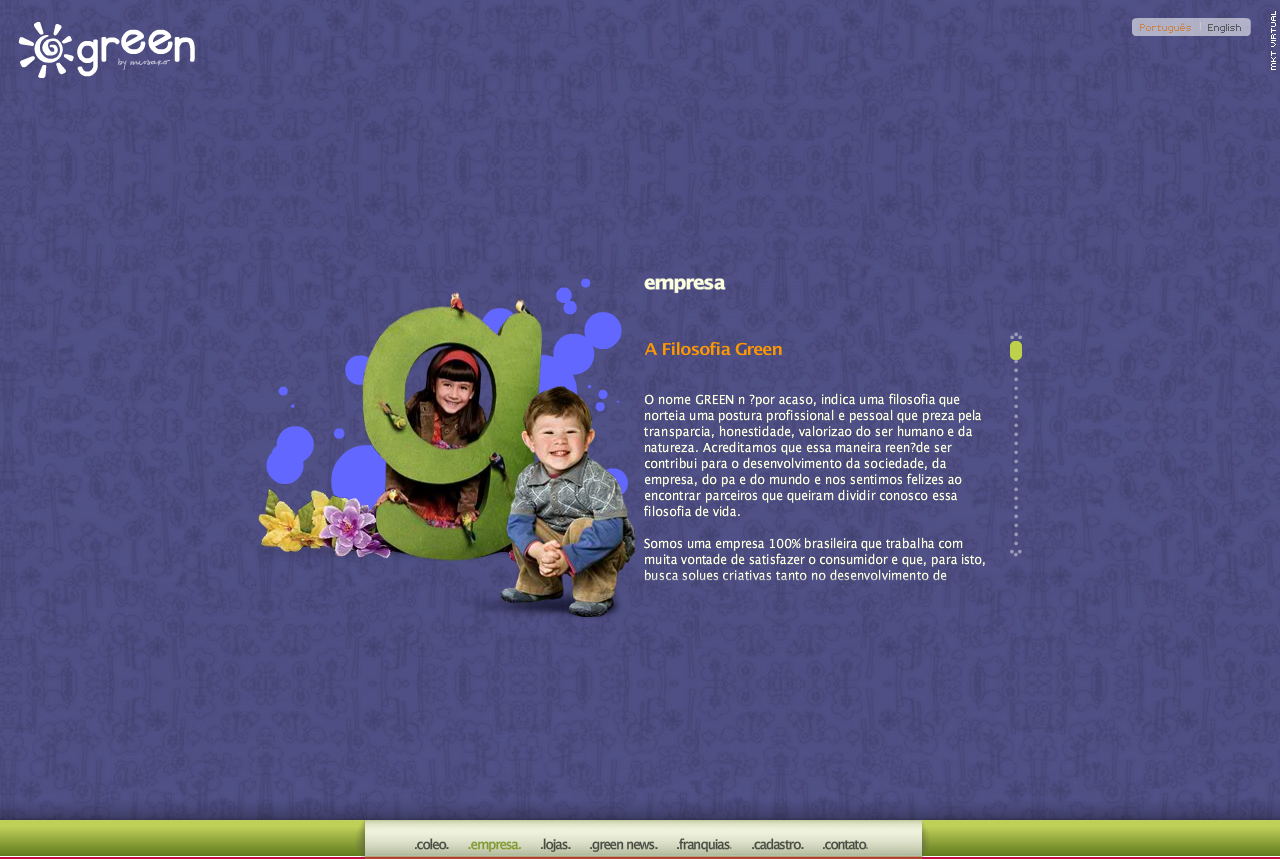 green
by missako
Português
English
MKT VIRTUAL
empresa
A Filosofia Green
O nome GREEN n ?por acaso, indica uma filosofia que
norteia uma postura profissional e pessoal que preza pela
transparcia, honestidade, valorizao do ser humano e da
natureza. Acreditamos que essa maneira reen?de ser
contribui para o desenvolvimento da sociedade, da
empresa, do pa e do mundo e nos sentimos felizes ao
encontrar parceiros que queiram dividir conosco essa
filosofia de vida.
Somos uma empresa 100% brasileira que trabalha com
muita vontade de satisfazer o consumidor e que, para isto,
busca solues criativas tanto no desenvolvimento de
.coleo. .empresa. .lojas. .green news. .franquias. .cadastro. .contato.